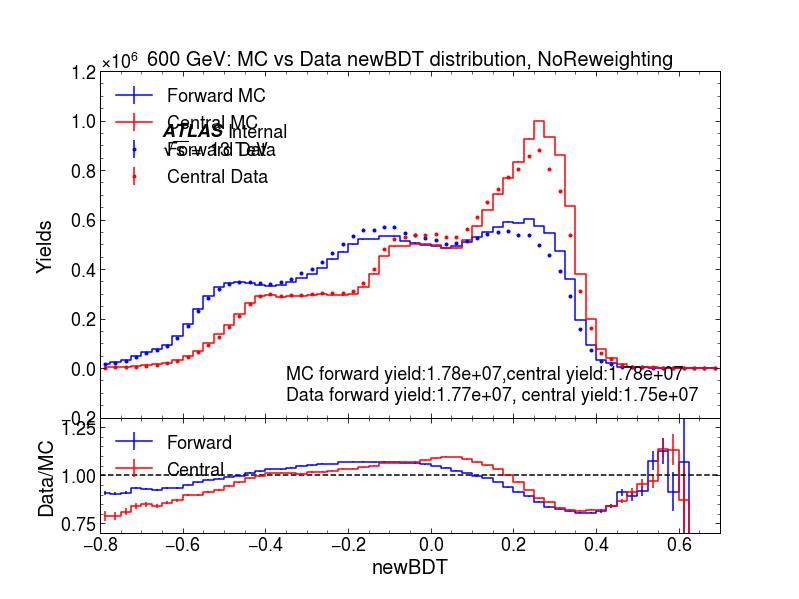 ×10⁶ 600 GeV: MC vs Data newBDT distribution, NoReweighting
1.2
1.0
0.8
0.6
0.4
0.2
0.0
0.2
Yields
Forward MC
Central MC
ATLAS Internal
√s = 13 TeV
Forward Data
Central Data
MC forward yield:1.78e+07,central yield:1.78e+07
Data forward yield:1.77e+07, central yield:1.75e+07
1.25
1.00
0.75
Data/MC
Forward
Central
−0.8 −0.6 −0.4 −0.2 0.0 0.2 0.4 0.6
newBDT